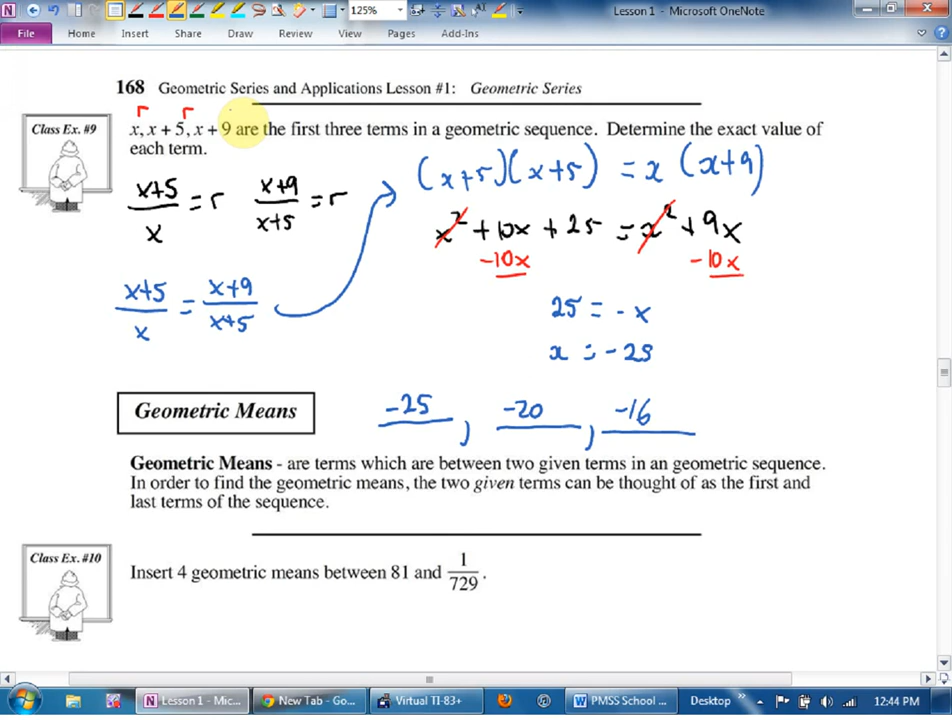 125%
Lesson 1 - Microsoft OneNote
File Home Insert Share Draw Review Pages Add-Ins
168 Geometric Series and Applications Lesson #1: Geometric Series
Class Ex. #9
r r
x, x + 5, x + 9 are the first three terms in a geometric sequence. Determine the exact value of
each term.
(x+5)(x+5) = x (x+9)
x+5/x = r x+9/x+5 = r
x² + 10x + 25 = x² + 9x
-10x -10x
x+5/x = x+9/x+5
25 = -x
x = -25
Geometric Means
-25, -20, -16
Geometric Means - are terms which are between two given terms in an geometric sequence.
In order to find the geometric means, the two given terms can be thought of as the first and
last terms of the sequence.
Class Ex. #10
Insert 4 geometric means between 81 and 1/729.
Lesson 1 - Mic... New Tab - Go... Virtual TI-83+ PMSS School ... Desktop 12:44 PM